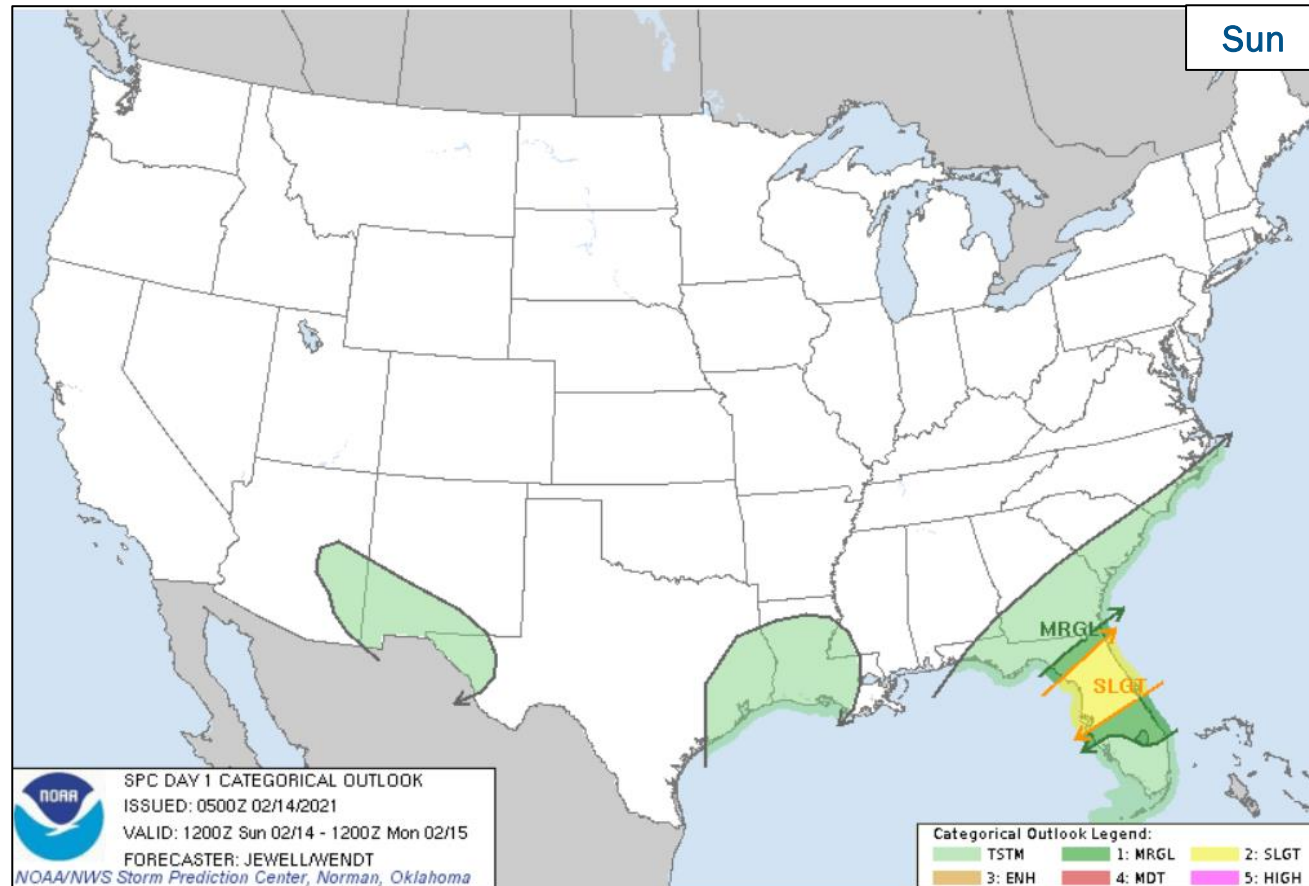 Sun
MRGL
SLGT
NOAA
SPC DAY 1 CATEGORICAL OUTLOOK
ISSUED: 0500Z 02/14/2021
VALID: 1200Z Sun 02/14 - 1200Z Mon 02/15
FORECASTER: JEWELL/WENDT
NOAA/NWS Storm Prediction Center, Norman, Oklahoma
Categorical Outlook Legend:
TSTM 1: MRGL 2: SLGT
3: ENH 4: MDT 5: HIGH